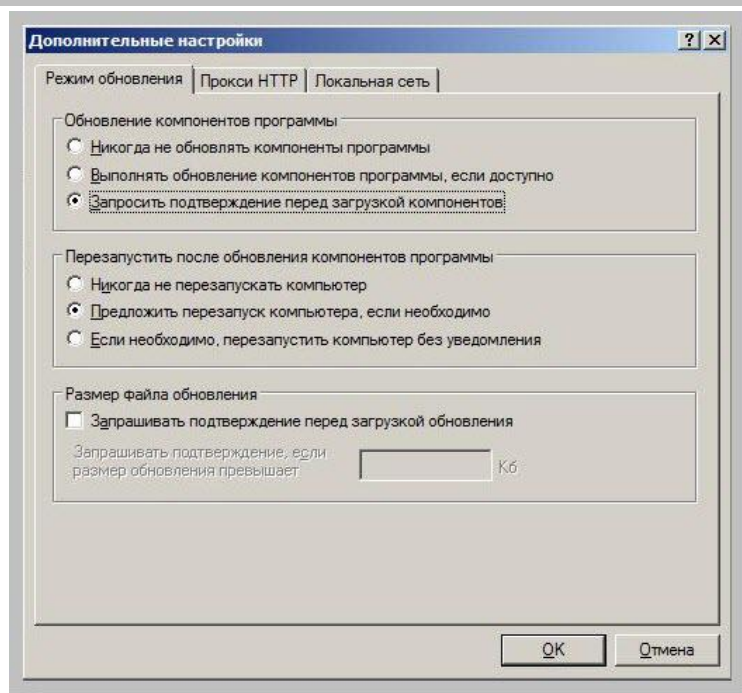 Дополнительные настройки
Режим обновления Прокси HTTP Локальная сеть
Обновление компонентов программы
Никогда не обновлять компоненты программы
Выполнять обновление компонентов программы, если доступно
Запросить подтверждение перед загрузкой компонентов
Перезапустить после обновления компонентов программы
Никогда не перезапускать компьютер
Предложить перезапуск компьютера, если необходимо
Если необходимо, перезапустить компьютер без уведомления
Размер файла обновления
Запрашивать подтверждение перед загрузкой обновления
Запрашивать подтверждение, если
размер обновления превышает Кб
OK Отмена